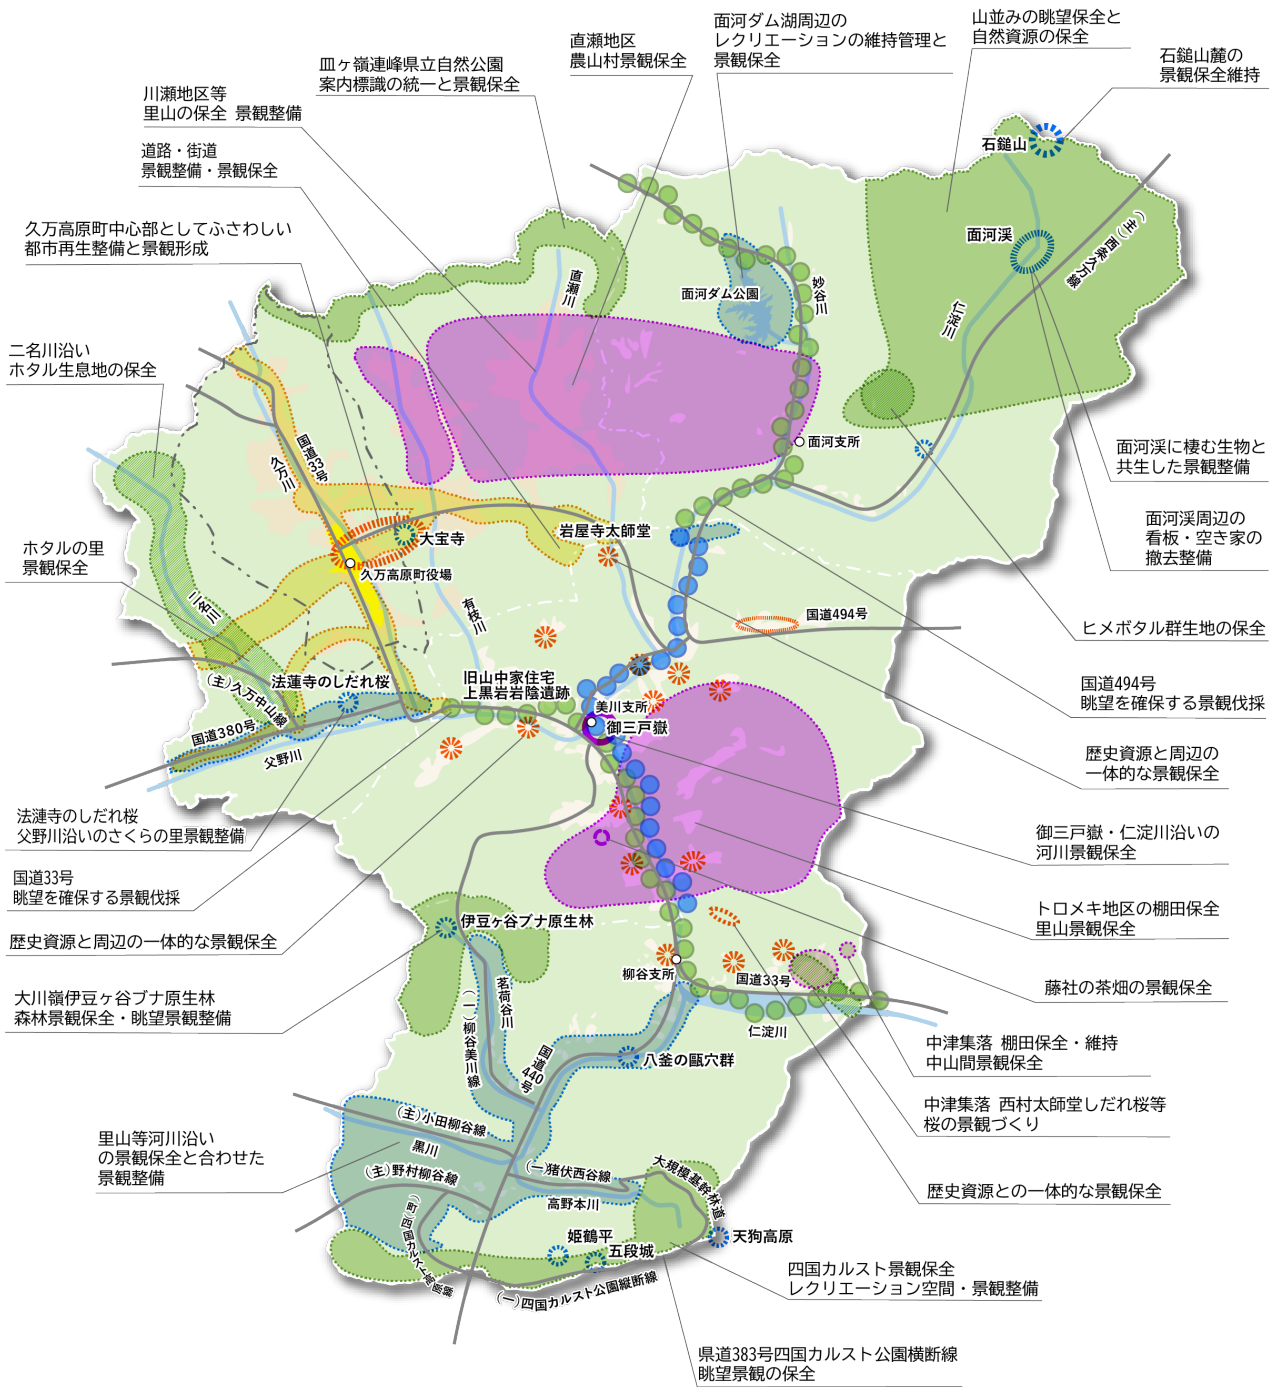 面河ダム湖周辺の
レクリエーションの維持管理と
景観保全
山並みの眺望保全と
自然資源の保全
直瀬地区
農山村景観保全
石鎚山麓の
景観保全維持
皿ヶ嶺連峰県立自然公園
案内標識の統一と景観保全
川瀬地区等
里山の保全 景観整備
道路・街道
景観整備・景観保全
久万高原町中心部としてふさわしい
都市再生整備と景観形成
二名川沿い
ホタル生息地の保全
ホタルの里
景観保全
法漣寺のしだれ桜
父野川沿いのさくらの里景観整備
国道33号
眺望を確保する景観伐採
歴史資源と周辺の一体的な景観保全
大川嶺伊豆ヶ谷ブナ原生林
森林景観保全・眺望景観整備
里山等河川沿い
の景観保全と合わせた
景観整備
石鎚山
面河渓
(主)西条久万線
仁淀川
妙谷川
面河ダム公園
直瀬川
面河支所
国道33号
久万川
大宝寺
岩屋寺太師堂
久万高原町役場
二名川
有枝川
国道494号
法蓮寺のしだれ桜
(主)久万中山線
国道380号
父野川
旧山中家住宅
上黒岩岩陰遺跡
美川支所
御三戸嶽
伊豆ヶ谷ブナ原生林
柳谷支所
国道33号
仁淀川
茗荷谷川
(一)柳谷美川線
国道440号
八釜の甌穴群
(主)小田柳谷線
黒川
(主)野村柳谷線
(一)猪伏西谷線
高野本川
大規模基幹林道
四(町)国カルスト高原線
姫鶴平
五段城
天狗高原
(一)四国カルスト公園縦断線
面河渓に棲む生物と
共生した景観整備
面河渓周辺の
看板・空き家の
撤去整備
ヒメボタル群生地の保全
国道494号
眺望を確保する景観伐採
歴史資源と周辺の
一体的な景観保全
御三戸嶽・仁淀川沿いの
河川景観保全
トロメキ地区の棚田保全
里山景観保全
藤社の茶畑の景観保全
中津集落 棚田保全・維持
中山間景観保全
中津集落 西村太師堂しだれ桜等
桜の景観づくり
歴史資源との一体的な景観保全
四国カルスト景観保全
レクリエーション空間・景観整備
県道383号四国カルスト公園横断線
眺望景観の保全